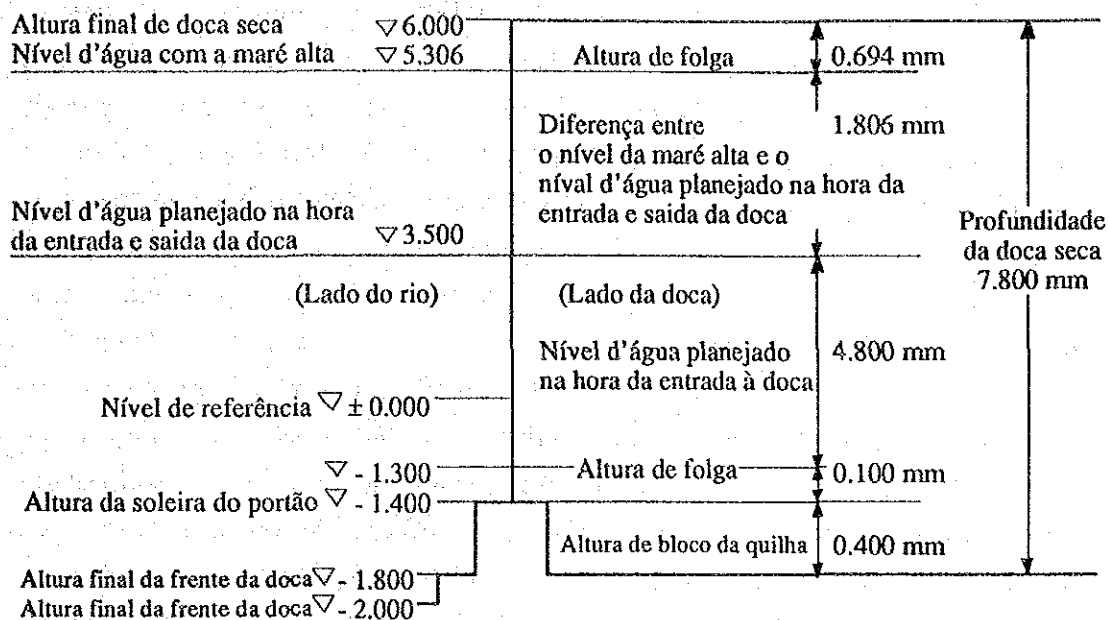 Altura final de doca seca ▽6.000
Nível d'água com a maré alta ▽5.306
Altura de folga 0.694 mm
Diferença entre 1.806 mm
o nível da maré alta e o
níval d'água planejado na hora da
entrada e saida da doca
Nível d'água planejado na hora
da entrada e saida da doca ▽3.500
Profundidade
da doca seca
7.800 mm
(Lado do rio) (Lado da doca)
Nível d'água planejado 4.800 mm
na hora da entrada à doca
Nível de referência ▽ ± 0.000
▽ - 1.300 Altura de folga 0.100 mm
Altura da soleira do portão ▽ - 1.400
Altura de bloco da quilha 0.400 mm
Altura final da frente da doca▽ - 1.800
Altura final da frente da doca▽ - 2.000